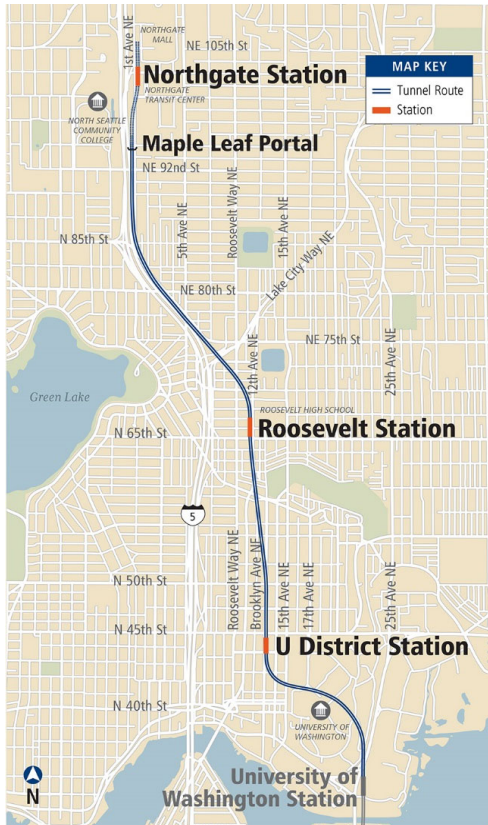 1st Ave NE
NORTHGATE
MALL
NE 105th St
Northgate Station
NORTHGATE
TRANSIT CENTER
MAP KEY
Tunnel Route
Station
NORTH SEATTLE
COMMUNITY
COLLEGE
Maple Leaf Portal
NE 92nd St
5th Ave NE
Roosevelt Way NE
15th Ave NE
Lake City Way NE
N 85th St
NE 80th St
12th Ave NE
NE 75th St
25th Ave NE
Green Lake
ROOSEVELT HIGH SCHOOL
Roosevelt Station
N 65th St
5
Roosevelt Way NE
Brooklyn Ave NE
15th Ave NE
17th Ave NE
25th Ave NE
N 50th St
N 45th St
U District Station
N 40th St
UNIVERSITY OF
WASHINGTON
University of
Washington Station
N